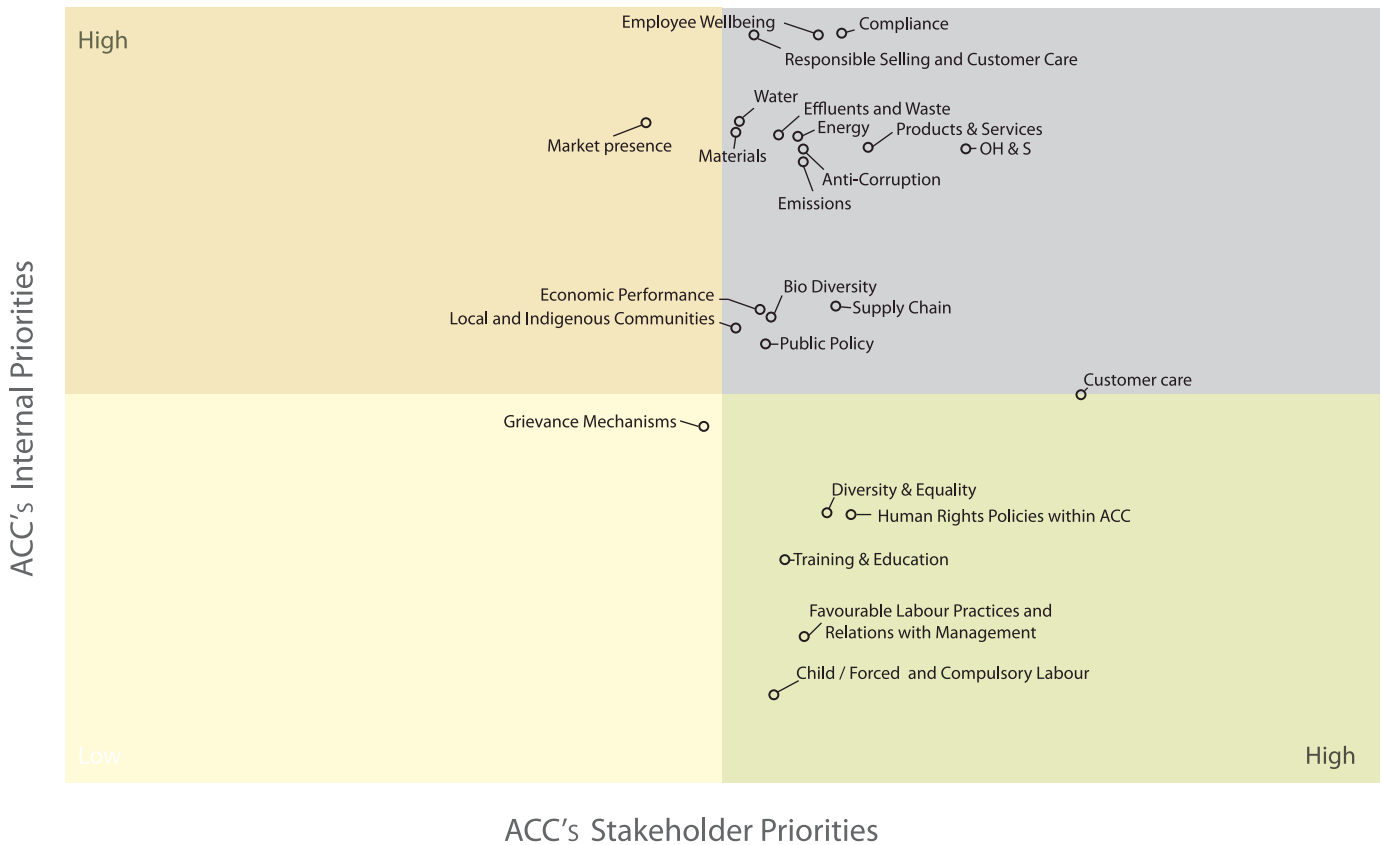 High
Employee Wellbeing
Compliance
Responsible Selling and Customer Care
Water
Effluents and Waste
Energy
Products & Services
Market presence
Materials
OH & S
Anti-Corruption
Emissions
Bio Diversity
Economic Performance
Supply Chain
Local and Indigenous Communities
Public Policy
Customer care
Grievance Mechanisms
Diversity & Equality
Human Rights Policies within ACC
Training & Education
Favourable Labour Practices and
Relations with Management
Child / Forced and Compulsory Labour
Low
High
ACC's Internal Priorities
ACC's Stakeholder Priorities